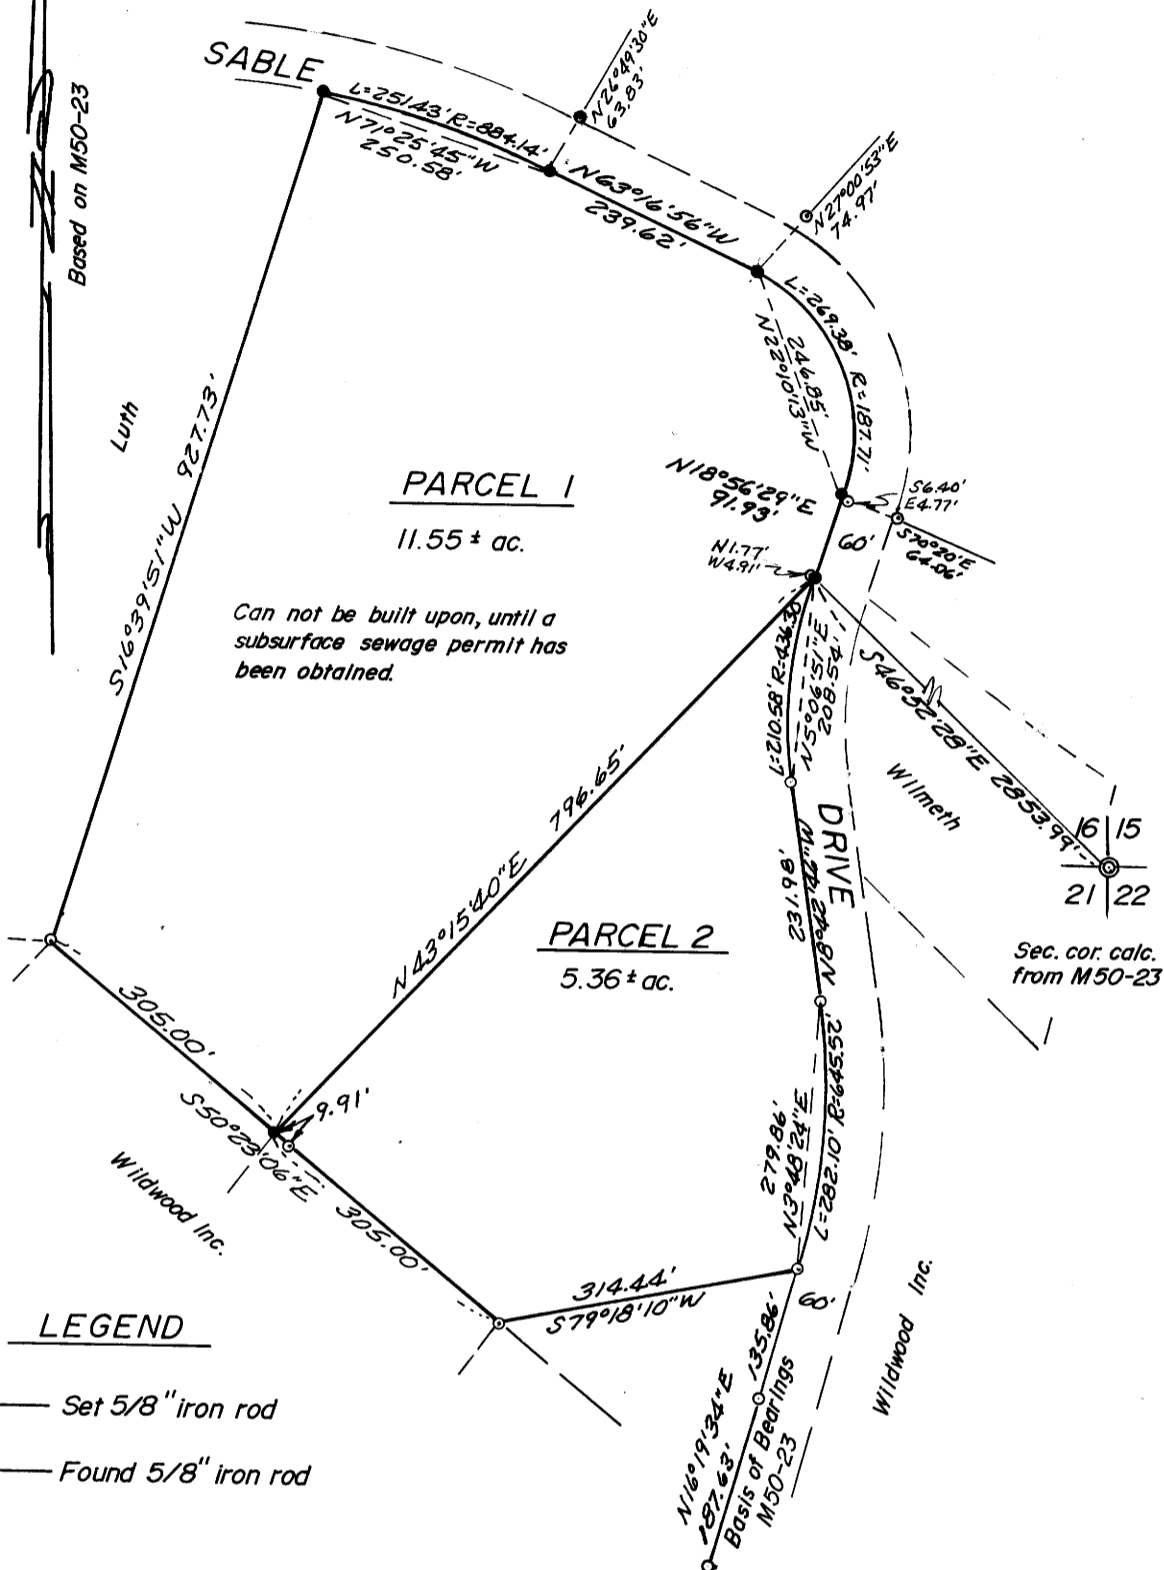 Based on M50-23
SABLE
L=251.43' R=884.14'
N71°25'45"W
250.58'
N26°49'30"E
63.83'
N63°16'56"W
239.62'
N27°00'53"E
74.97'
L=269.38' R=187.71'
246.85'
N22°10'13"W
Luth
S16°39'51"W 927.73'
PARCEL 1
11.55 ± ac.
Can not be built upon, until a
subsurface sewage permit has
been obtained.
N18°56'29"E
91.93'
S6.40'
E4.77'
S70°20'E
64.06'
60'
N1.77'
W4.91'
L=210.58' R=436.30'
N5°06'51"E
208.54'
S46°52'28"E 2853.99'
Wilmeth
16 15
21 22
Sec. cor. calc.
from M50-23
DRIVE
231.98'
N43°15'40"E 796.65'
PARCEL 2
5.36 ± ac.
305.00'
9.91'
S50°23'06"E
305.00'
Wildwood Inc.
279.86'
N3°48'24"E
L=282.10' R=645.52'
314.44'
S79°18'10"W
60'
Wildwood Inc.
135.86'
N16°19'34"E
187.63'
Basis of Bearings
M50-23
LEGEND
Set 5/8" iron rod
Found 5/8" iron rod